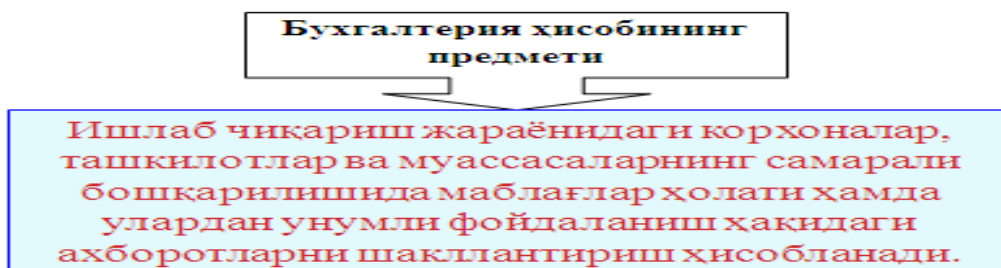 Бухгалтерия ҳисобининг
предмети
Ишлаб чиқариш жараёнидаги корхоналар,
ташкилотлар ва муассасаларнинг самарали
бошқарилишида маблағлар ҳолати ҳамда
улардан унумли фойдаланиш ҳақидаги
ахборотларни шакллантириш ҳисобланади.